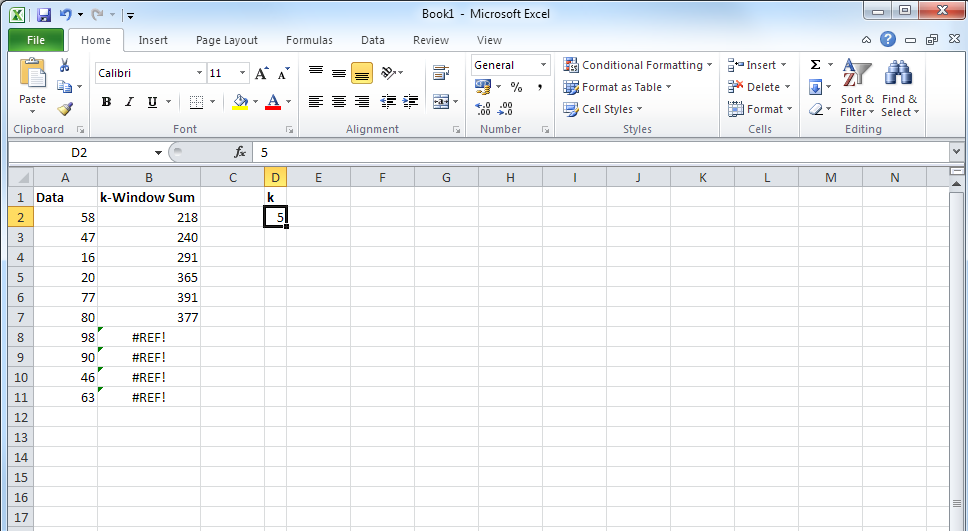 Book1 - Microsoft Excel
File Home Insert Page Layout Formulas Data Review View
Paste
Calibri 11
A A
B I U
A
General
% ,
.00 .00
Conditional Formatting
Format as Table
Cell Styles
Insert
Delete
Format
Σ
Sort & Filter
Find & Select
Clipboard Font Alignment Number Styles Cells Editing
D2 fx 5
A B C D E F G H I J K L M N
1 Data k-Window Sum k
2 58 218 5
3 47 240
4 16 291
5 20 365
6 77 391
7 80 377
8 98 #REF!
9 90 #REF!
10 46 #REF!
11 63 #REF!
12
13
14
15
16
17